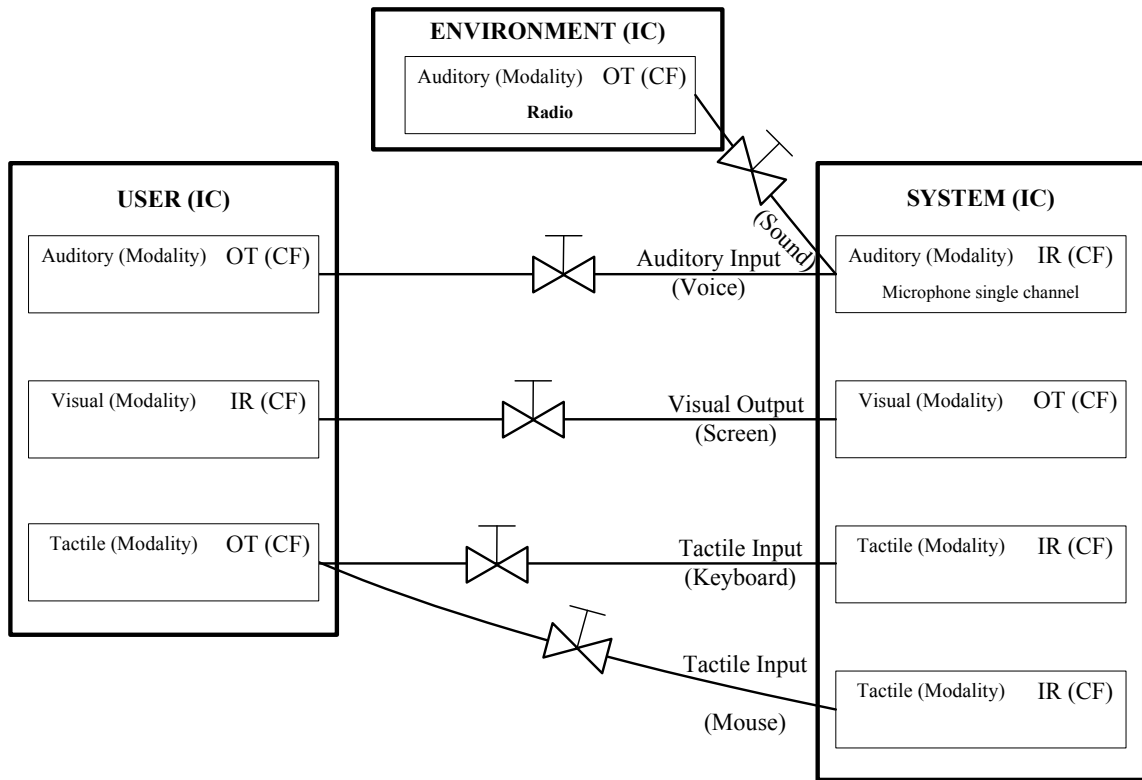 ENVIRONMENT (IC)
Auditory (Modality) OT (CF)
Radio
USER (IC)
Auditory (Modality) OT (CF)
Visual (Modality) IR (CF)
Tactile (Modality) OT (CF)
(Sound)
Auditory Input
(Voice)
Visual Output
(Screen)
Tactile Input
(Keyboard)
Tactile Input
(Mouse)
SYSTEM (IC)
Auditory (Modality) IR (CF)
Microphone single channel
Visual (Modality) OT (CF)
Tactile (Modality) IR (CF)
Tactile (Modality) IR (CF)